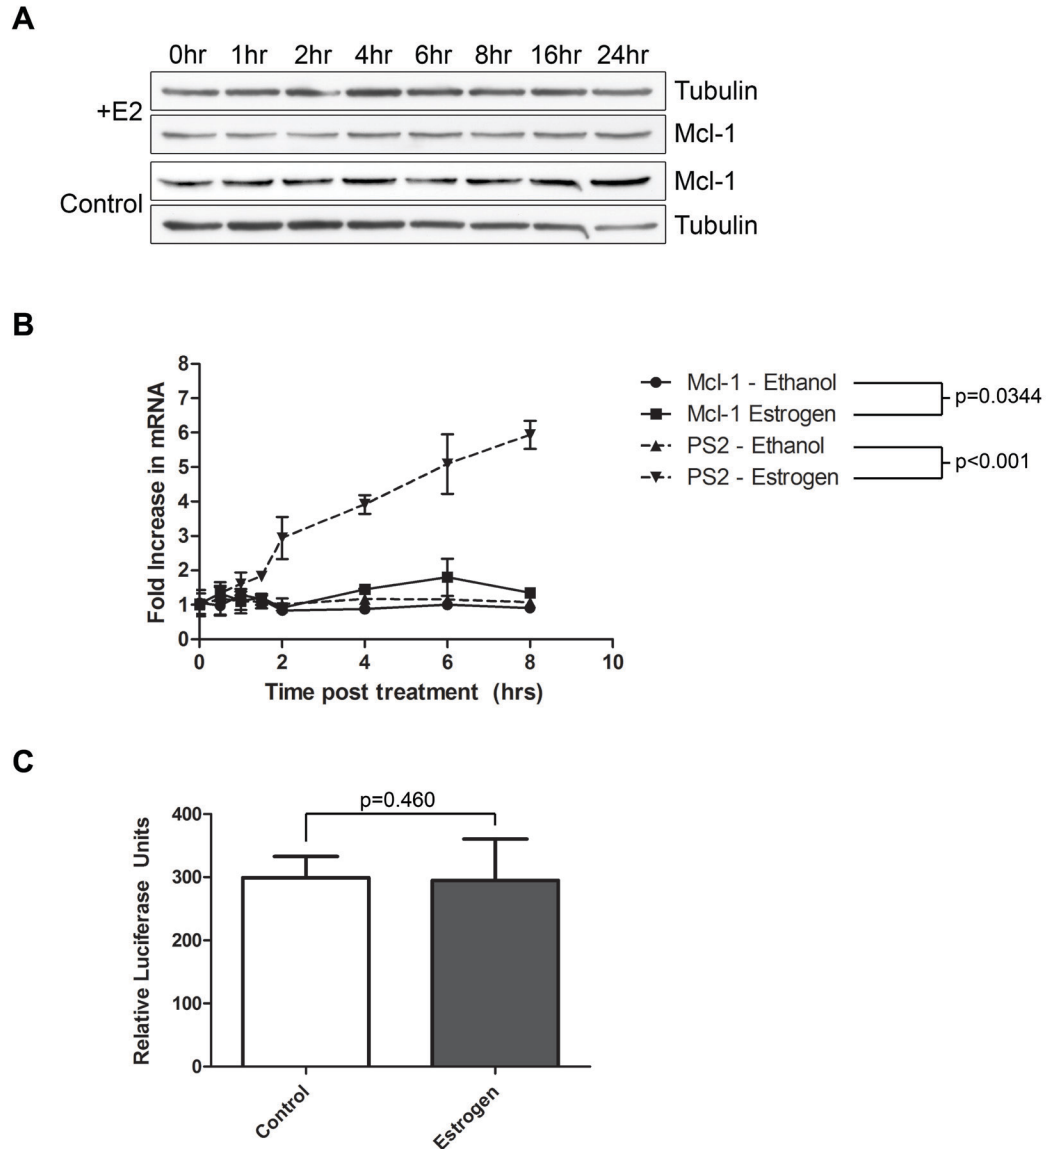 A
0hr 1hr 2hr 4hr 6hr 8hr 16hr 24hr
+E2
Tubulin
Mcl-1
Control
Mcl-1
Tubulin
B
Fold Increase in mRNA
8
7
6
5
4
3
2
1
0
0 2 4 6 8 10
Time post treatment (hrs)
Mcl-1 - Ethanol
Mcl-1 Estrogen
p=0.0344
PS2 - Ethanol
PS2 - Estrogen
p<0.001
C
Relative Luciferase Units
400
300
200
100
0
p=0.460
Control
Estrogen